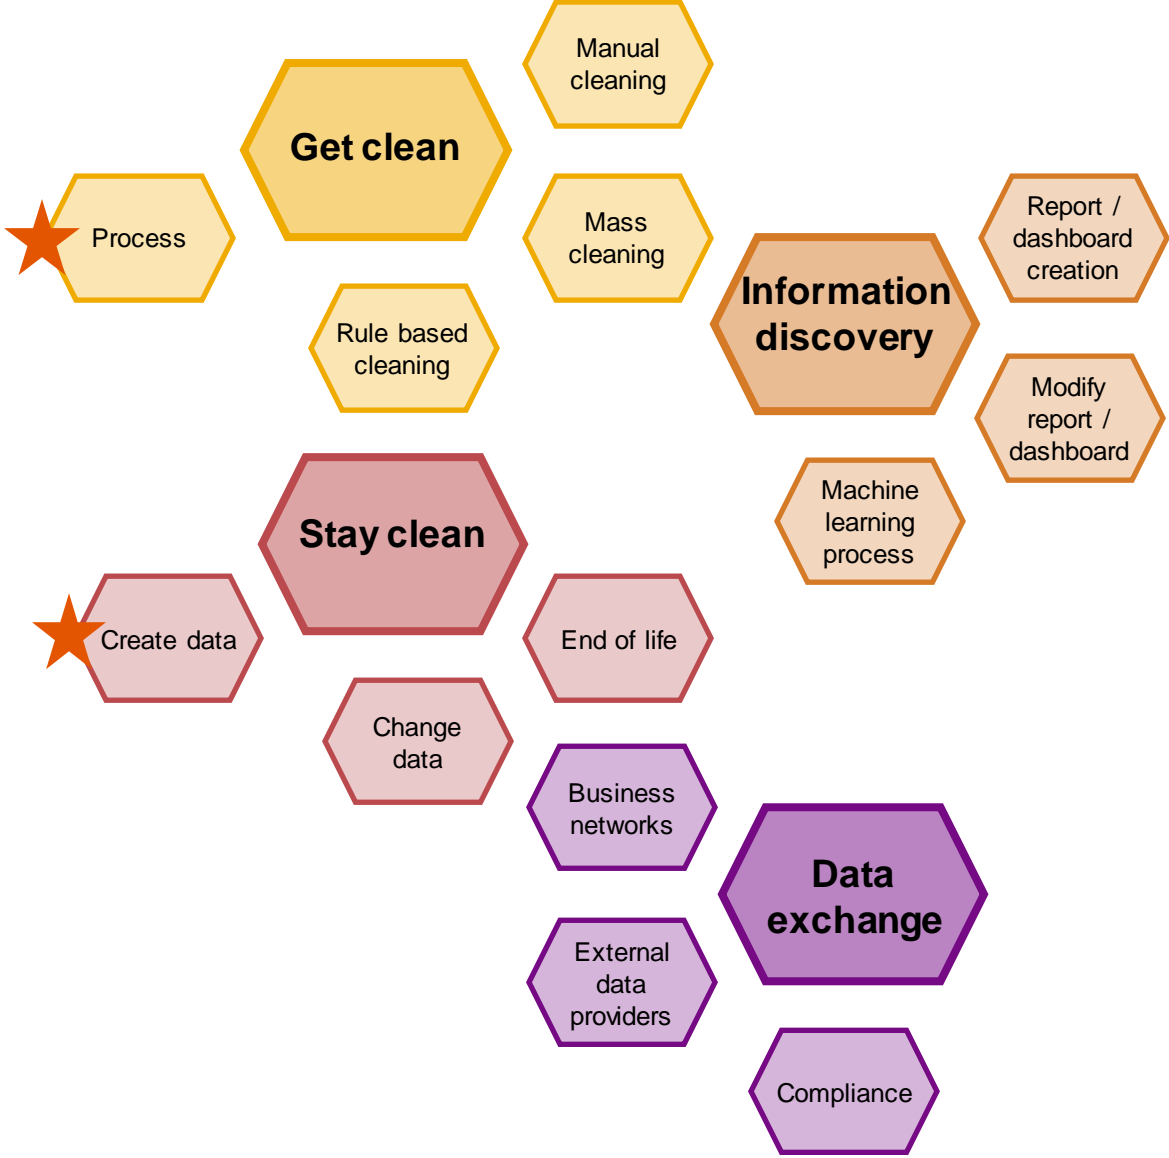 Manual
cleaning
Get clean
Process
Mass
cleaning
Rule based
cleaning
Report /
dashboard
creation
Information
discovery
Modify
report /
dashboard
Machine
learning
process
Stay clean
Create data
End of life
Change
data
Business
networks
Data
exchange
External
data
providers
Compliance